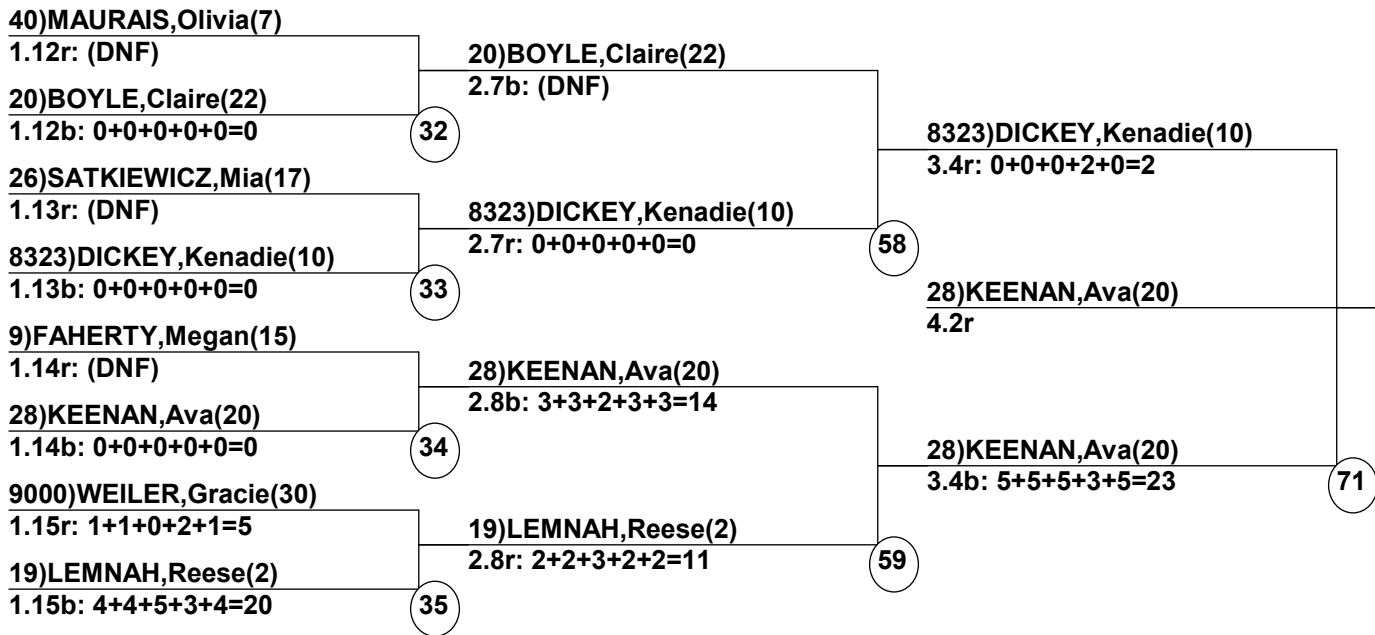 40)MAURAIS,Olivia(7)
1.12r: (DNF)
20)BOYLE,Claire(22)
1.12b: 0+0+0+0+0=0
32
26)SATKIEWICZ,Mia(17)
1.13r: (DNF)
8323)DICKEY,Kenadie(10)
1.13b: 0+0+0+0+0=0
33
9)FAHERTY,Megan(15)
1.14r: (DNF)
28)KEENAN,Ava(20)
1.14b: 0+0+0+0+0=0
34
9000)WEILER,Gracie(30)
1.15r: 1+1+0+2+1=5
19)LEMNAH,Reese(2)
1.15b: 4+4+5+3+4=20
35
20)BOYLE,Claire(22)
2.7b: (DNF)
8323)DICKEY,Kenadie(10)
2.7r: 0+0+0+0+0=0
58
28)KEENAN,Ava(20)
2.8b: 3+3+2+3+3=14
19)LEMNAH,Reese(2)
2.8r: 2+2+3+2+2=11
59
8323)DICKEY,Kenadie(10)
3.4r: 0+0+0+2+0=2
28)KEENAN,Ava(20)
4.2r
28)KEENAN,Ava(20)
3.4b: 5+5+5+3+5=23
71